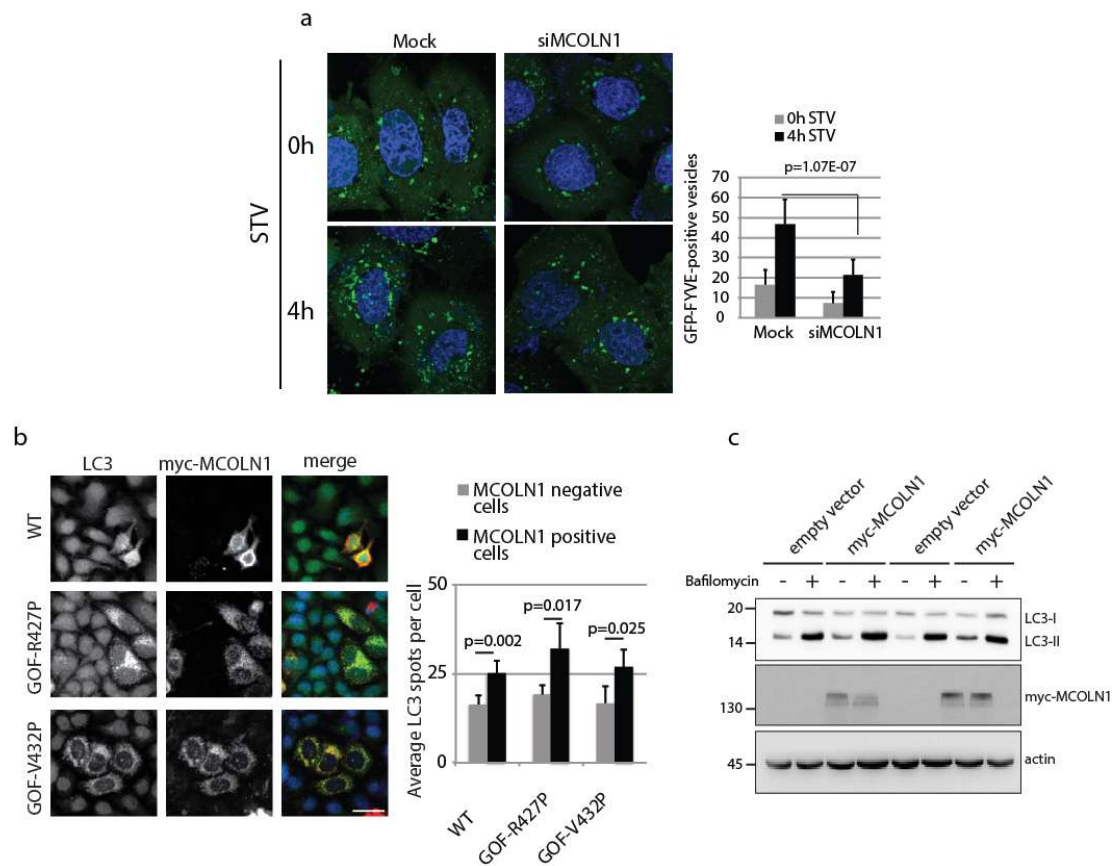 a
Mock siMCOLN1
STV
0h
4h
0h STV
4h STV
p=1.07E-07
GFP-FYVE-positive vesicles
70
60
50
40
30
20
10
0
Mock siMCOLN1
b
LC3 myc-MCOLN1 merge
WT
GOF-R427P
GOF-V432P
MCOLN1 negative
cells
MCOLN1 positive
cells
Average LC3 spots per cell
50
25
0
p=0.002
p=0.017
p=0.025
WT
GOF-R427P
GOF-V432P
c
empty vector
myc-MCOLN1
empty vector
myc-MCOLN1
Bafilomycin - + - + - + - +
20
14
LC3-I
LC3-II
130
myc-MCOLN1
45
actin